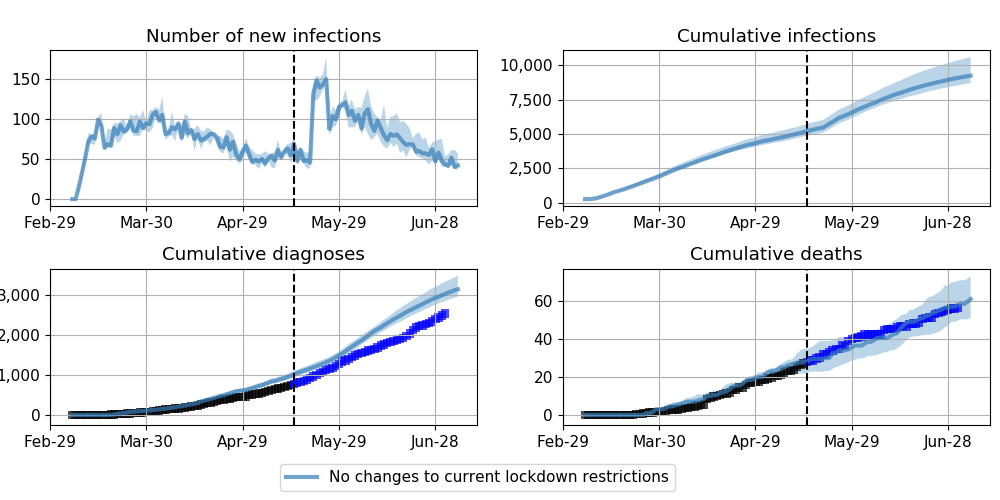 Number of new infections
150
100
50
0
Feb-29 Mar-30 Apr-29 May-29 Jun-28
Cumulative infections
10,000
7,500
5,000
2,500
0
Feb-29 Mar-30 Apr-29 May-29 Jun-28
Cumulative diagnoses
3,000
2,000
1,000
0
Feb-29 Mar-30 Apr-29 May-29 Jun-28
Cumulative deaths
60
40
20
0
Feb-29 Mar-30 Apr-29 May-29 Jun-28
No changes to current lockdown restrictions